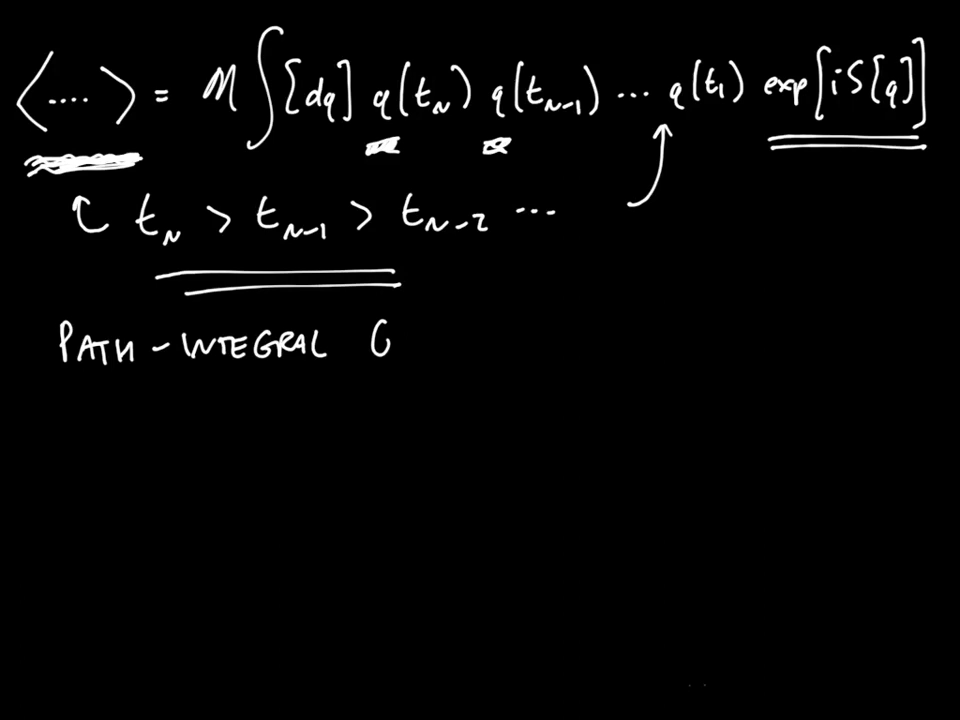 ⟨....⟩ = M ∫[dq] q(t_N) q(t_{N-1}) ... q(t_1) exp[iS[q]]
t_N > t_{N-1} > t_{N-2} ...
PATH - INTEGRAL